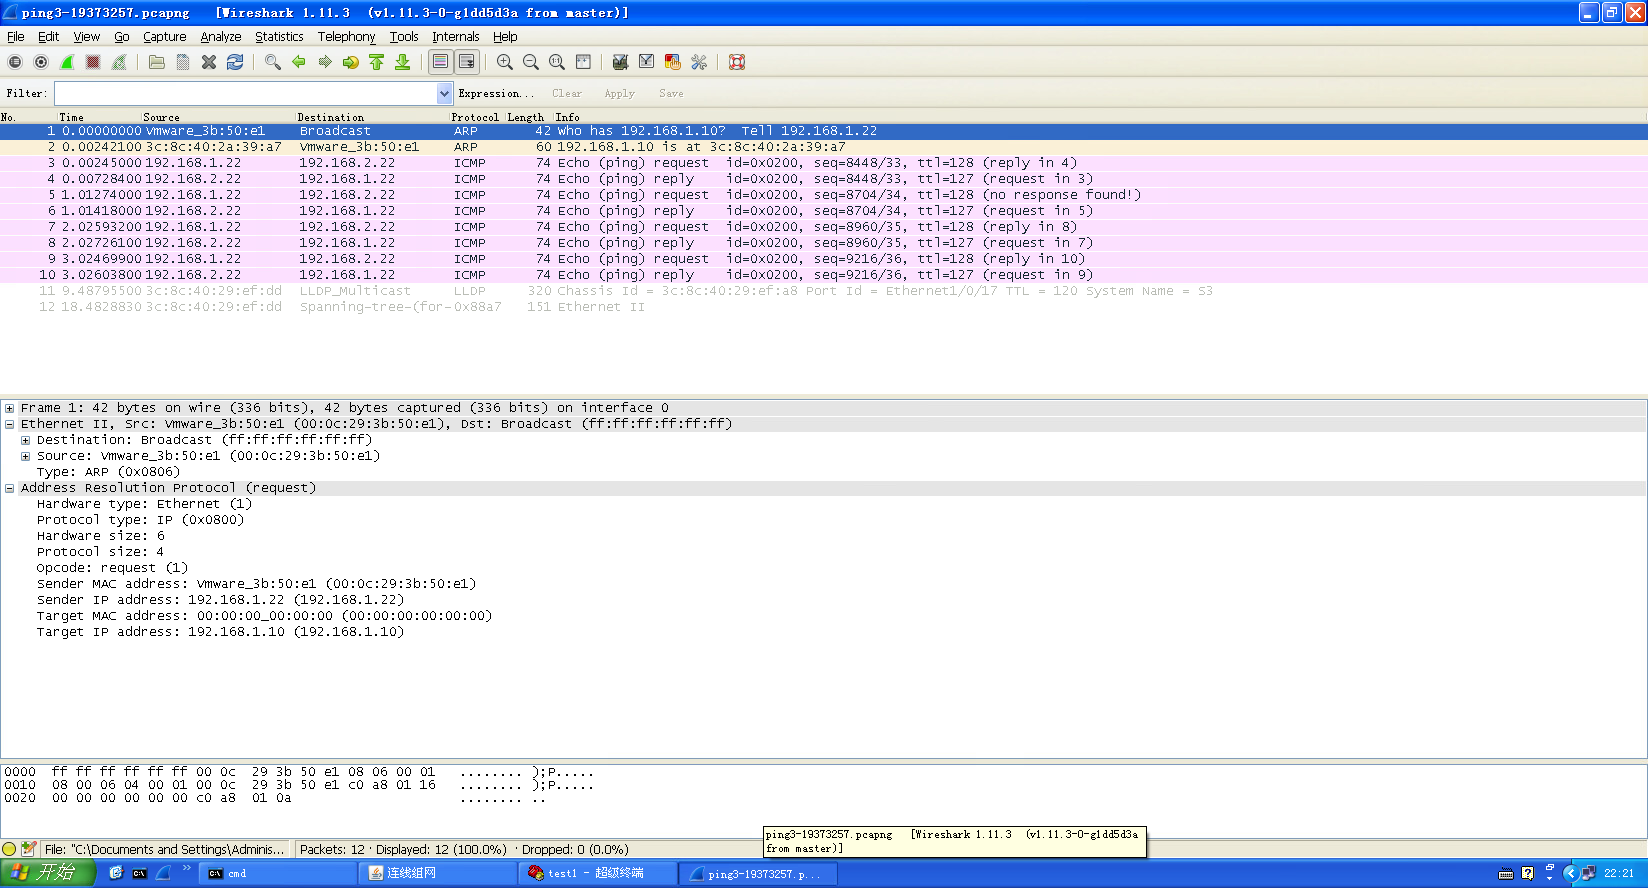 ping3-19373257.pcapng [Wireshark 1.11.3 (v1.11.3-0-g1dd5d3a from master)]
File Edit View Go Capture Analyze Statistics Telephony Tools Internals Help
Filter: Expression... Clear Apply Save
No. Time Source Destination Protocol Length Info
1 0.00000000 Vmware_3b:50:e1 Broadcast ARP 42 Who has 192.168.1.10? Tell 192.168.1.22
2 0.00242100 3c:8c:40:2a:39:a7 Vmware_3b:50:e1 ARP 60 192.168.1.10 is at 3c:8c:40:2a:39:a7
3 0.00245000 192.168.1.22 192.168.2.22 ICMP 74 Echo (ping) request id=0x0200, seq=8448/33, ttl=128 (reply in 4)
4 0.00728400 192.168.2.22 192.168.1.22 ICMP 74 Echo (ping) reply id=0x0200, seq=8448/33, ttl=127 (request in 3)
5 1.01274000 192.168.1.22 192.168.2.22 ICMP 74 Echo (ping) request id=0x0200, seq=8704/34, ttl=128 (no response found!)
6 1.01418000 192.168.2.22 192.168.1.22 ICMP 74 Echo (ping) reply id=0x0200, seq=8704/34, ttl=127 (request in 5)
7 2.02593200 192.168.1.22 192.168.2.22 ICMP 74 Echo (ping) request id=0x0200, seq=8960/35, ttl=128 (reply in 8)
8 2.02726100 192.168.2.22 192.168.1.22 ICMP 74 Echo (ping) reply id=0x0200, seq=8960/35, ttl=127 (request in 7)
9 3.02469900 192.168.1.22 192.168.2.22 ICMP 74 Echo (ping) request id=0x0200, seq=9216/36, ttl=128 (reply in 10)
10 3.02603800 192.168.2.22 192.168.1.22 ICMP 74 Echo (ping) reply id=0x0200, seq=9216/36, ttl=127 (request in 9)
11 9.48795500 3c:8c:40:29:ef:dd LLDP_Multicast LLDP 320 Chassis Id = 3c:8c:40:29:ef:a8 Port Id = Ethernet1/0/17 TTL = 120 System Name = S3
12 18.4828830 3c:8c:40:29:ef:dd Spanning-tree-(for- 0x88a7 151 Ethernet II
Frame 1: 42 bytes on wire (336 bits), 42 bytes captured (336 bits) on interface 0
Ethernet II, Src: Vmware_3b:50:e1 (00:0c:29:3b:50:e1), Dst: Broadcast (ff:ff:ff:ff:ff:ff)
Destination: Broadcast (ff:ff:ff:ff:ff:ff)
Source: Vmware_3b:50:e1 (00:0c:29:3b:50:e1)
Type: ARP (0x0806)
Address Resolution Protocol (request)
Hardware type: Ethernet (1)
Protocol type: IP (0x0800)
Hardware size: 6
Protocol size: 4
Opcode: request (1)
Sender MAC address: Vmware_3b:50:e1 (00:0c:29:3b:50:e1)
Sender IP address: 192.168.1.22 (192.168.1.22)
Target MAC address: 00:00:00_00:00:00 (00:00:00:00:00:00)
Target IP address: 192.168.1.10 (192.168.1.10)
0000 ff ff ff ff ff ff 00 0c 29 3b 50 e1 08 06 00 01 ........ );P.....
0010 08 00 06 04 00 01 00 0c 29 3b 50 e1 c0 a8 01 16 ........ );P.....
0020 00 00 00 00 00 00 c0 a8 01 0a ........ ..
ping3-19373257.pcapng [Wireshark 1.11.3 (v1.11.3-0-g1dd5d3a
from master)]
File: "C:\Documents and Settings\Adminis... Packets: 12 · Displayed: 12 (100.0%) · Dropped: 0 (0.0%)
开始 cmd 连线组网 test1 - 超级终端 ping3-19373257.p... 22:21